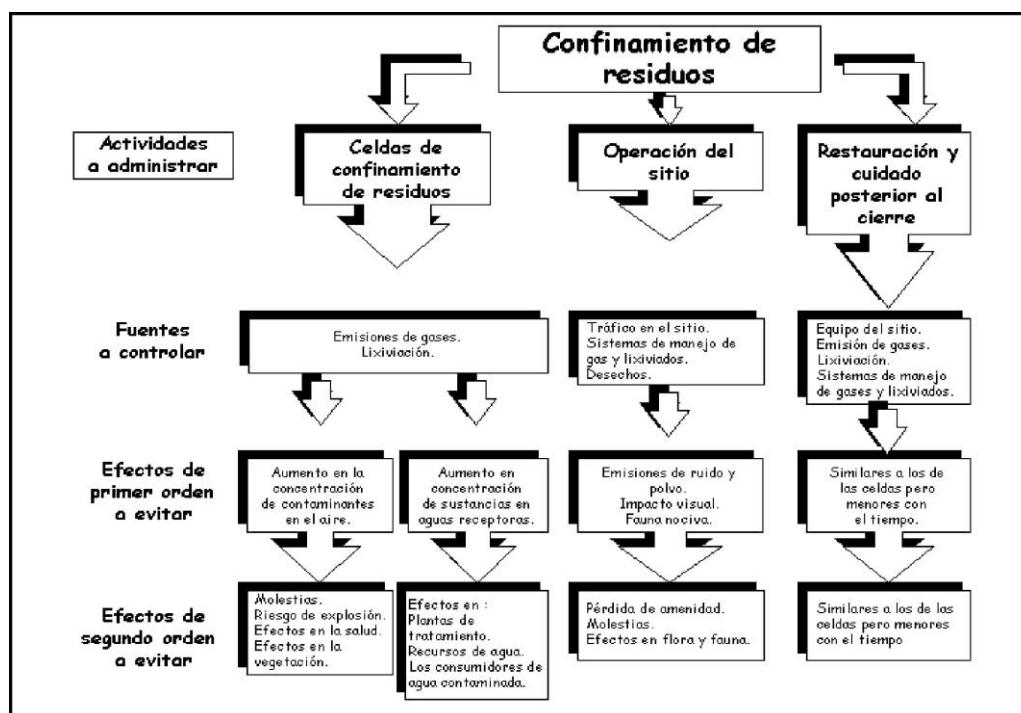 Confinamiento de
residuos
Actividades
a administrar
Celdas de
confinamiento
de residuos
Operación del
sitio
Restauración y
cuidado
posterior al
cierre
Fuentes
a controlar
Emisiones de gases.
Lixiviación.
Tráfico en el sitio.
Sistemas de manejo de
gas y lixiviados.
Desechos.
Equipo del sitio.
Emisión de gases.
Lixiviación.
Sistemas de manejo
de gases y lixiviados.
Efectos de
primer orden
a evitar
Aumento en la
concentración
de contaminantes
en el aire.
Aumento en
concentración
de sustancias en
aguas receptoras.
Emisiones de ruido y
polvo.
Impacto visual.
Fauna nociva.
Similares a los de
las celdas pero
menores con
el tiempo.
Efectos de
segundo orden
a evitar
Molestias.
Riesgo de explosión.
Efectos en la salud.
Efectos en la
vegetación.
Efectos en :
Plantas de
tratamiento.
Recursos de agua.
Los consumidores de
agua contaminada.
Pérdida de amenidad.
Molestias.
Efectos en flora y fauna.
Similares a los de las
celdas pero menores
con el tiempo